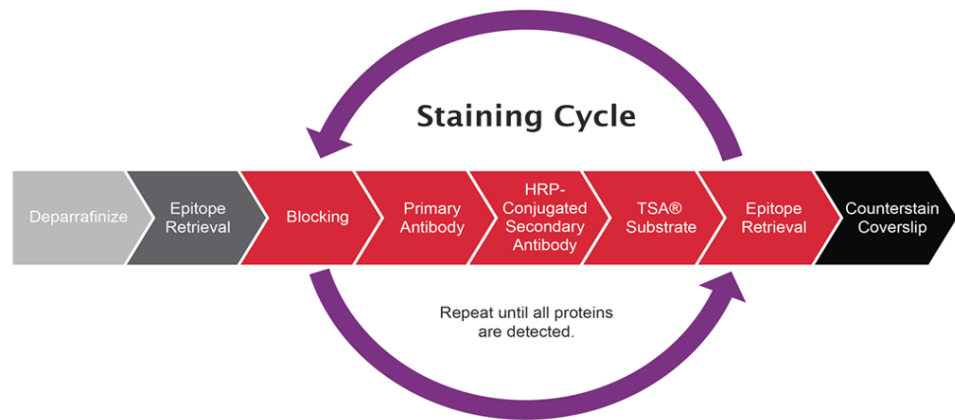 Staining Cycle
Deparrafinize
Epitope
Retrieval
Blocking
Primary
Antibody
HRP-
Conjugated
Secondary
Antibody
TSA®
Substrate
Epitope
Retrieval
Counterstain
Coverslip
Repeat until all proteins
are detected.